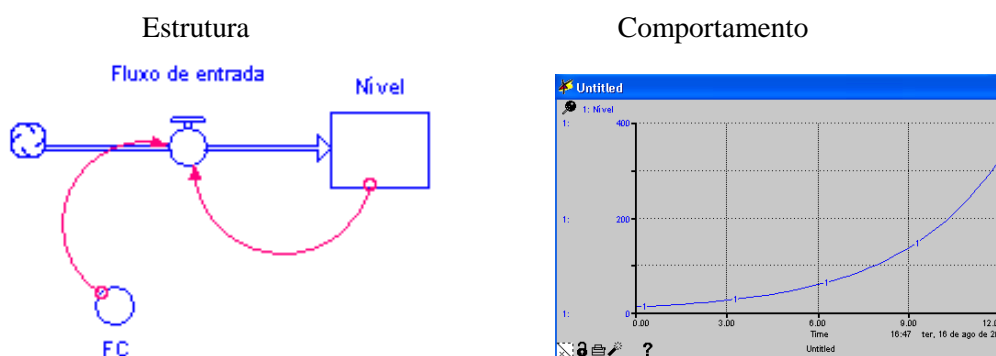 Estrutura
Comportamento
Fluxo de entrada
Nível
FC
Untitled
1: Nível
1:
400
1:
200
1:
0
0.00
3.00
6.00
9.00
12.0
Time
16:47 ter, 16 de ago de 2
?
Untitled